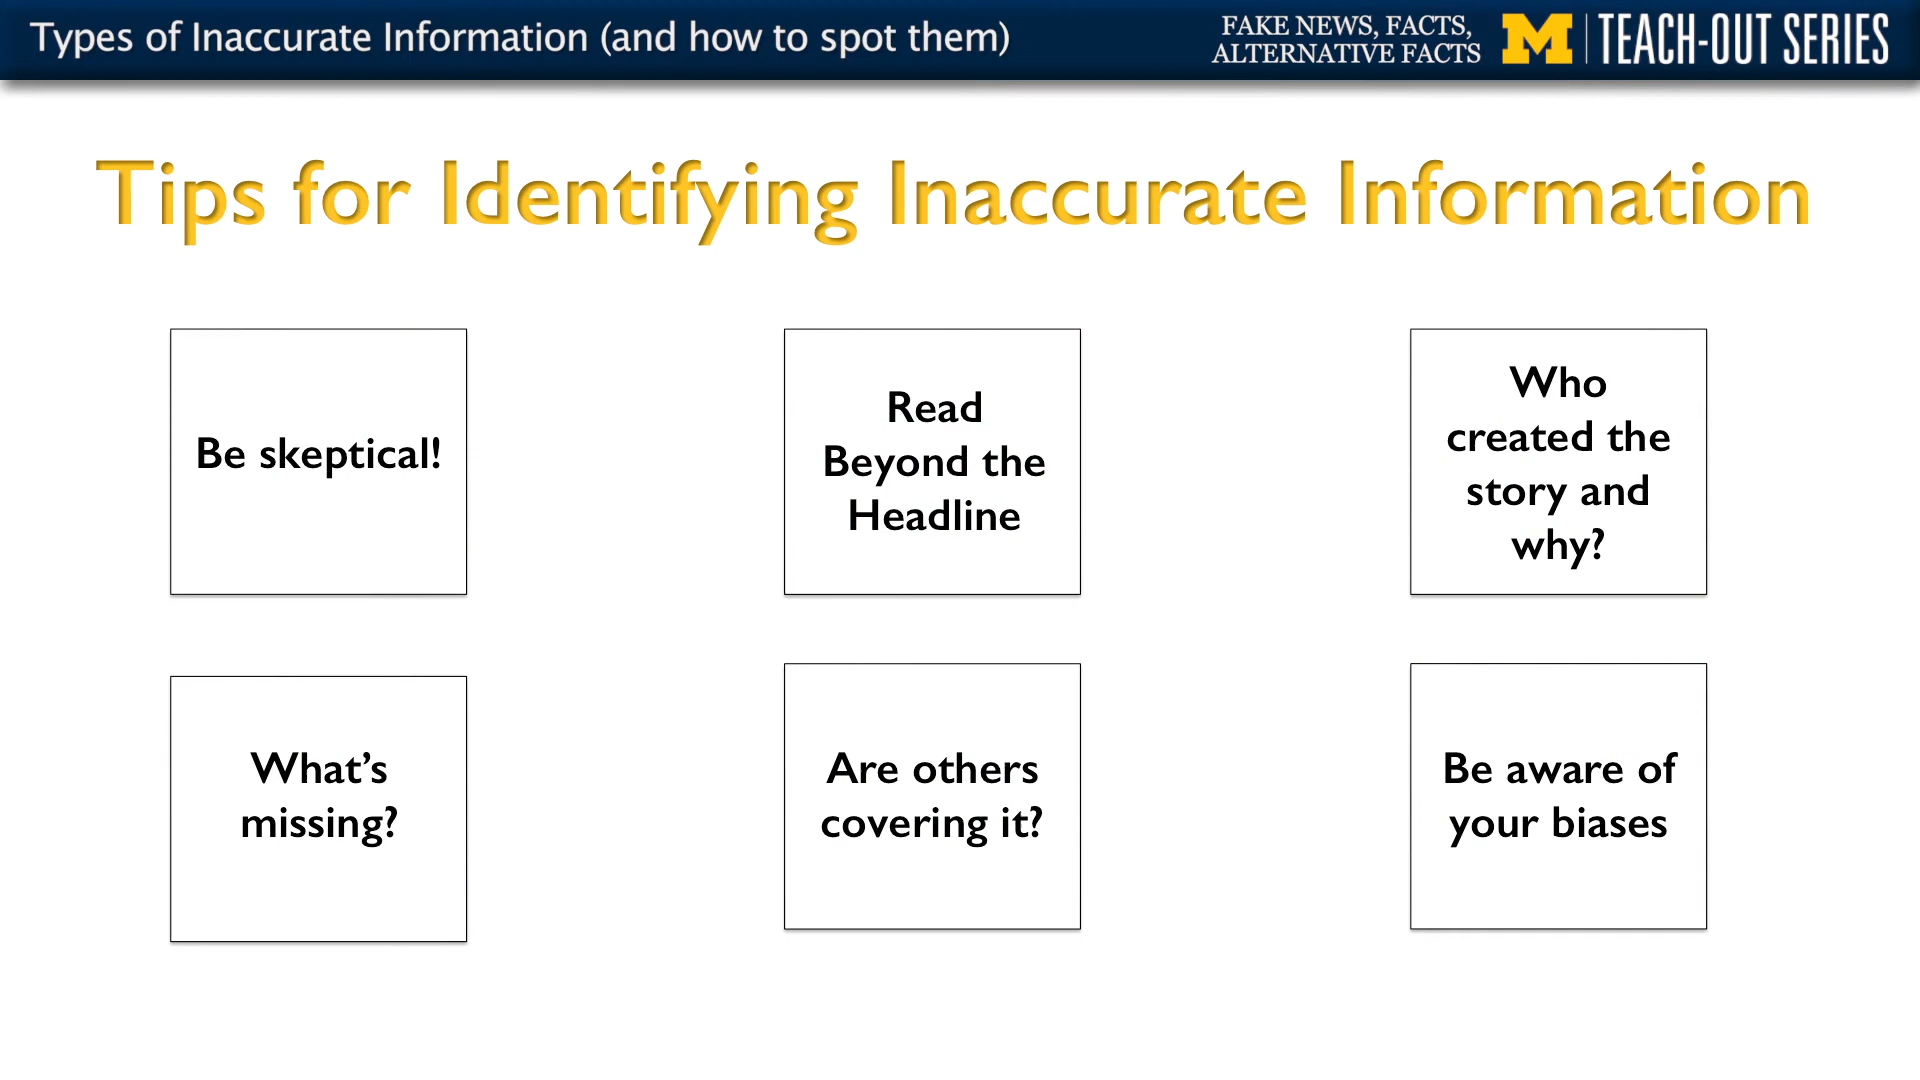 Types of Inaccurate Information (and how to spot them)
FAKE NEWS, FACTS,
ALTERNATIVE FACTS
M | TEACH-OUT SERIES
Tips for Identifying Inaccurate Information
Be skeptical!
Read
Beyond the
Headline
Who
created the
story and
why?
What’s
missing?
Are others
covering it?
Be aware of
your biases